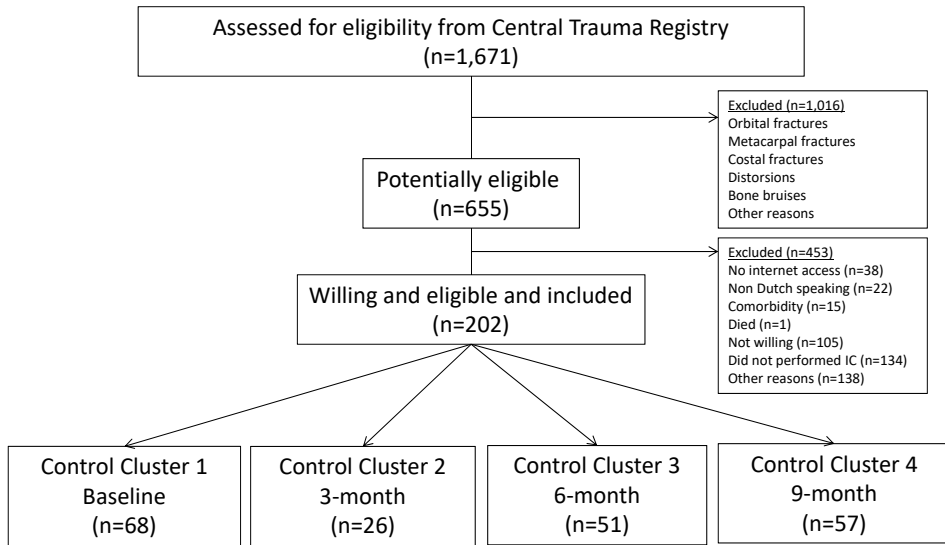 Assessed for eligibility from Central Trauma Registry
(n=1,671)
Excluded (n=1,016)
Orbital fractures
Metacarpal fractures
Costal fractures
Distorsions
Bone bruises
Other reasons
Potentially eligible
(n=655)
Excluded (n=453)
No internet access (n=38)
Non Dutch speaking (n=22)
Comorbidity (n=15)
Died (n=1)
Not willing (n=105)
Did not performed IC (n=134)
Other reasons (n=138)
Willing and eligible and included
(n=202)
Control Cluster 1
Baseline
(n=68)
Control Cluster 2
3-month
(n=26)
Control Cluster 3
6-month
(n=51)
Control Cluster 4
9-month
(n=57)